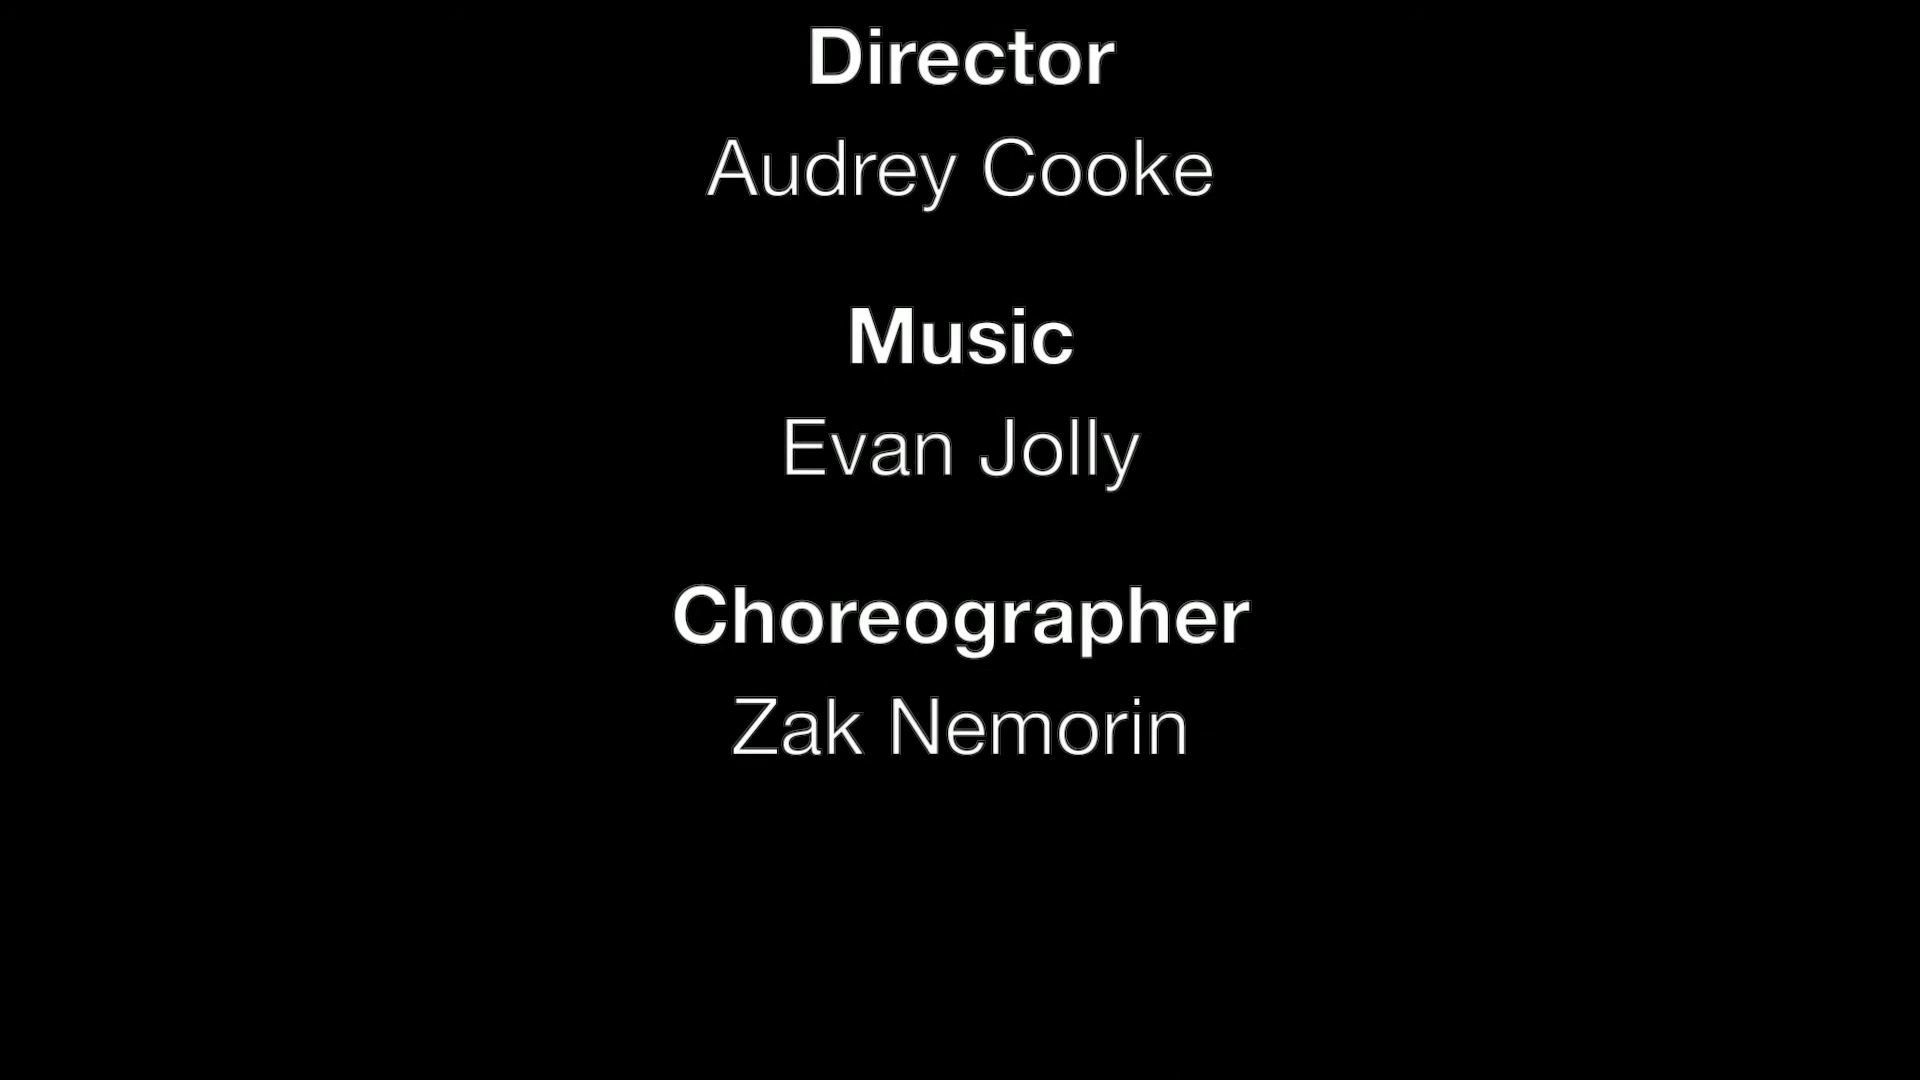 Director
Audrey Cooke
Music
Evan Jolly
Choreographer
Zak Nemorin